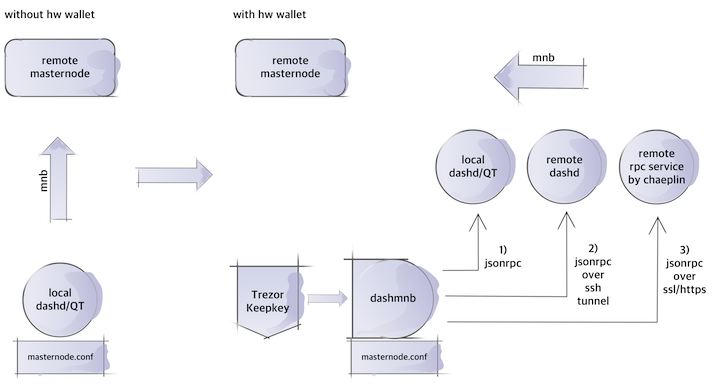 without hw wallet
with hw wallet
remote
masternode
remote
masternode
mnb
mnb
local
dashd/QT
remote
dashd
remote
rpc service
by chaeplin
1)
jsonrpc
2)
jsonrpc
over
ssh
tunnel
3)
jsonrpc
over
ssl/https
local
dashd/QT
Trezor
Keepkey
dashmnb
masternode.conf
masternode.conf